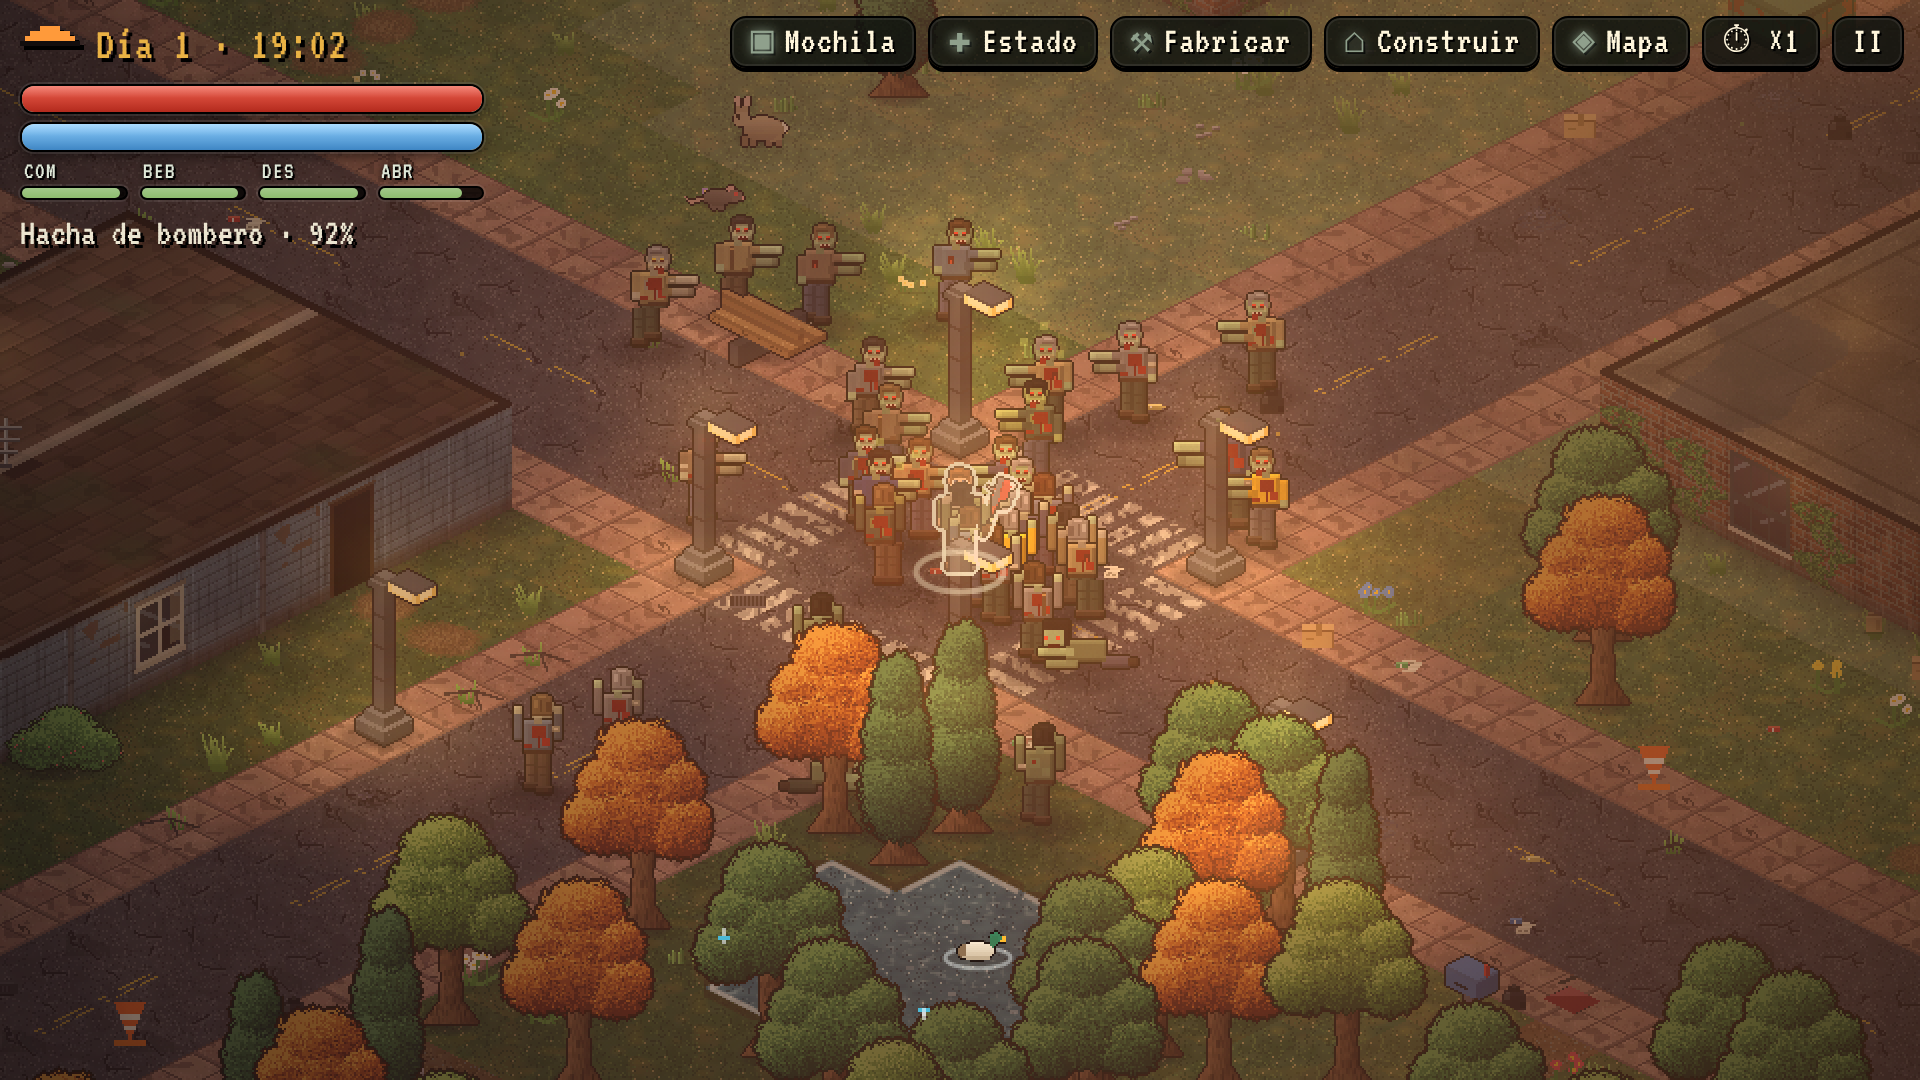 Día 1 · 19:02
Mochila
Estado
Fabricar
Construir
Mapa
X1
II
COM
BEB
DES
ABR
Hacha de bombero · 92%